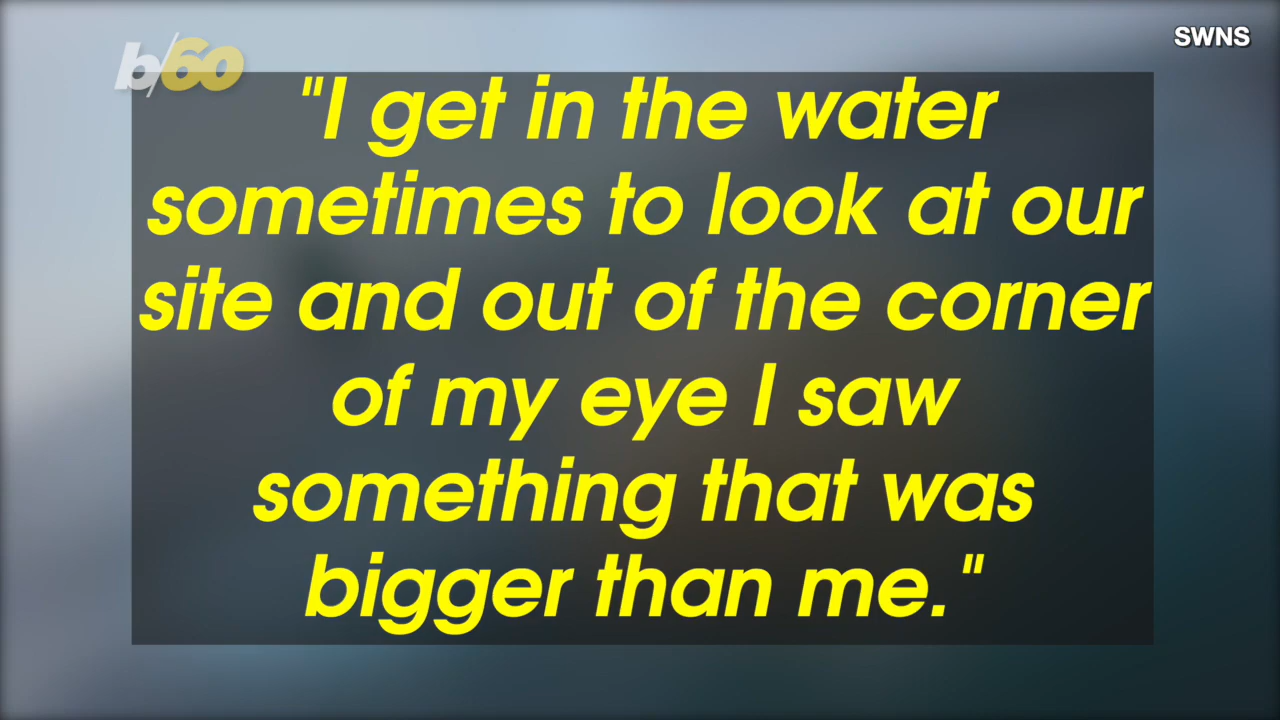 SWNS
b/60
"I get in the water
sometimes to look at our
site and out of the corner
of my eye I saw
something that was
bigger than me."